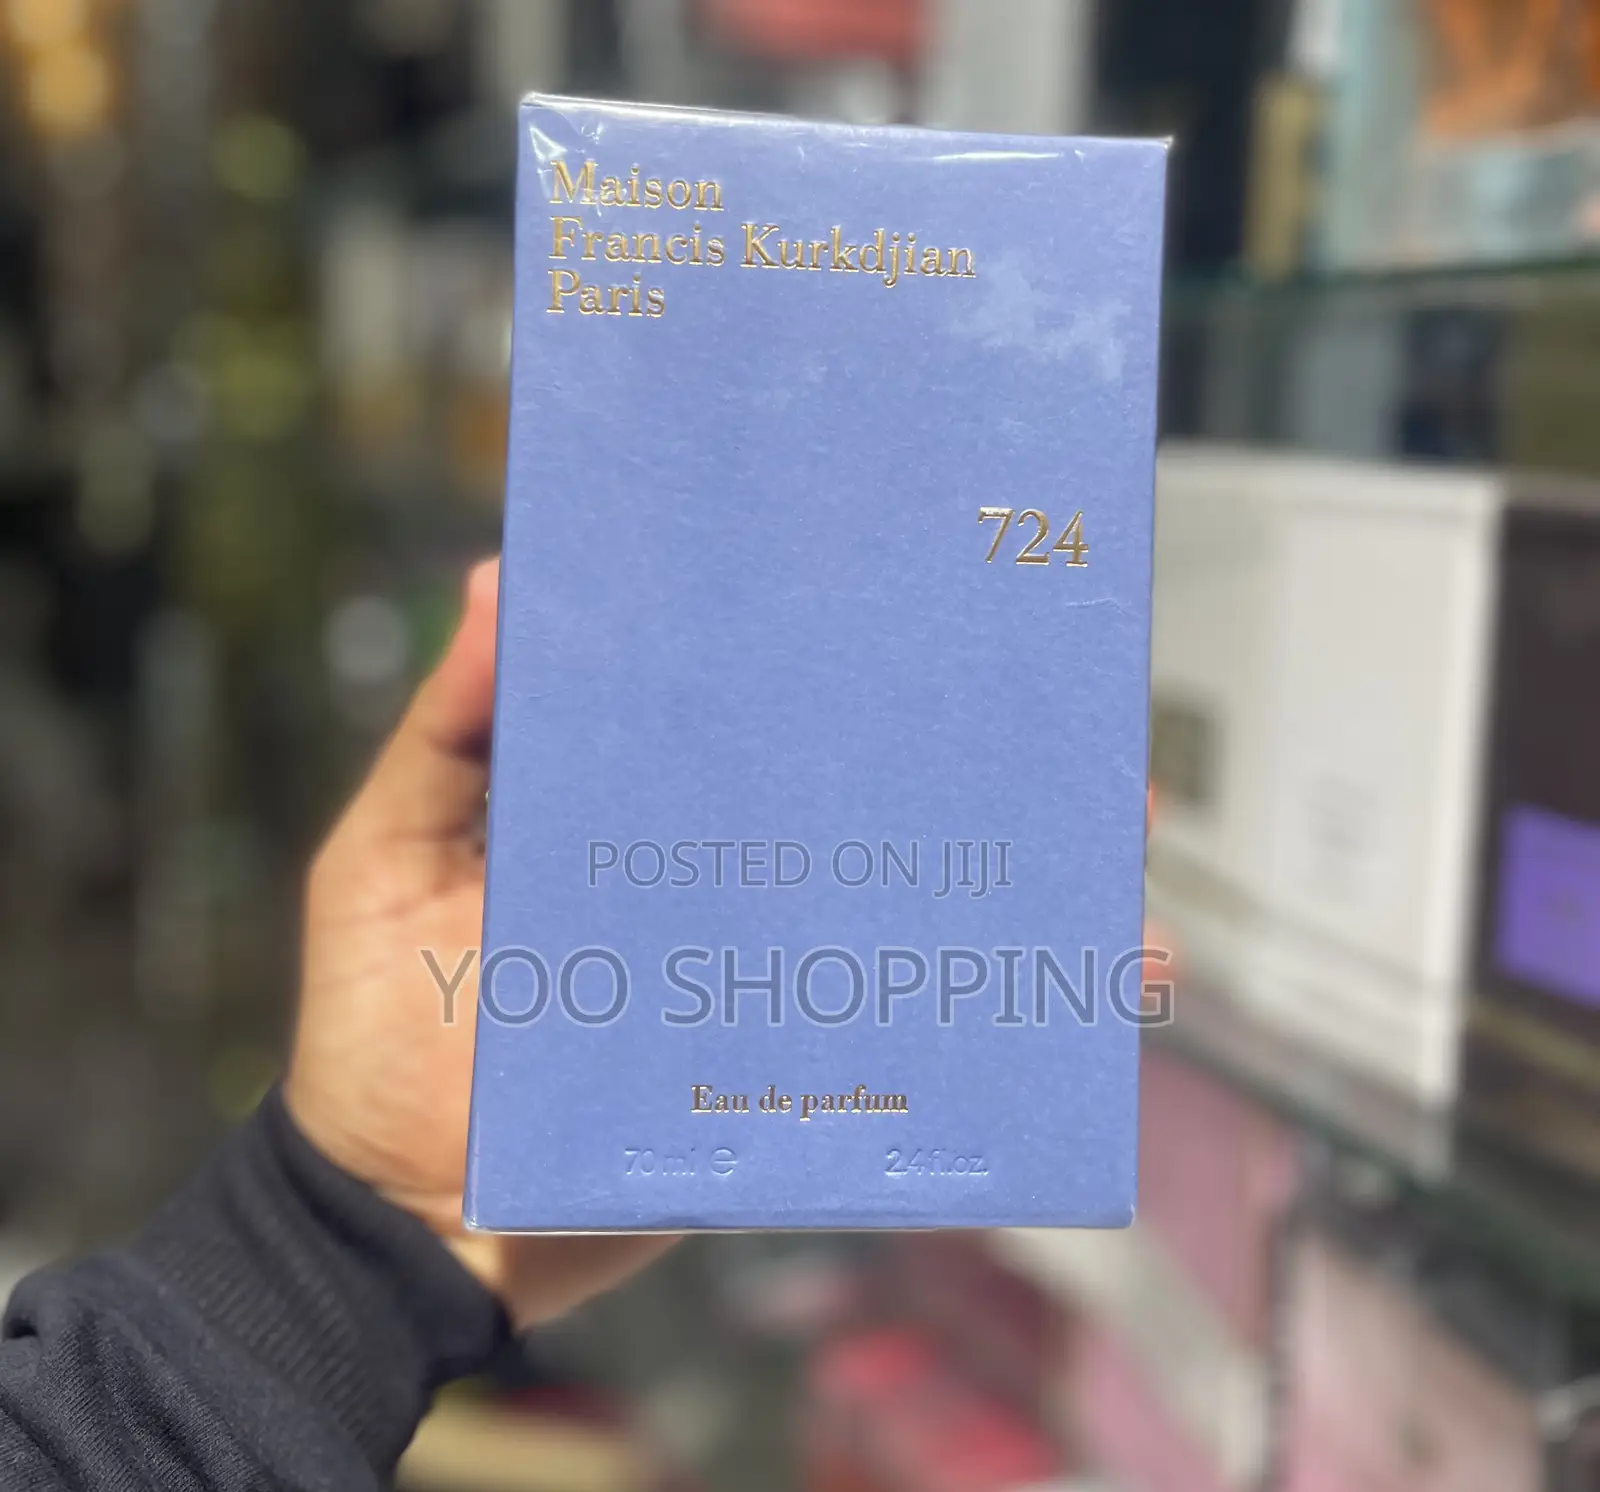 Maison
Francis Kurkdjian
Paris
724
POSTED ON JIJI
YOO SHOPPING
Eau de parfum
70 ml ℮ 2.4 fl.oz.